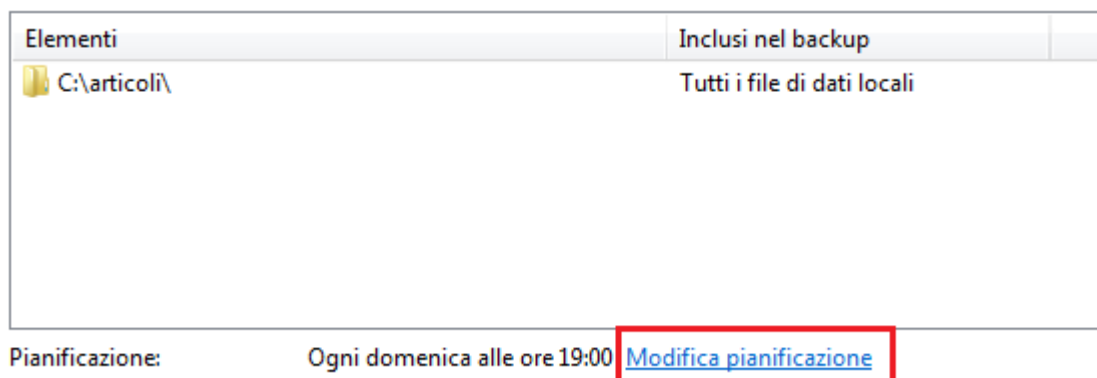 Elementi Inclusi nel backup
C:\articoli\ Tutti i file di dati locali
Pianificazione: Ogni domenica alle ore 19:00 Modifica pianificazione